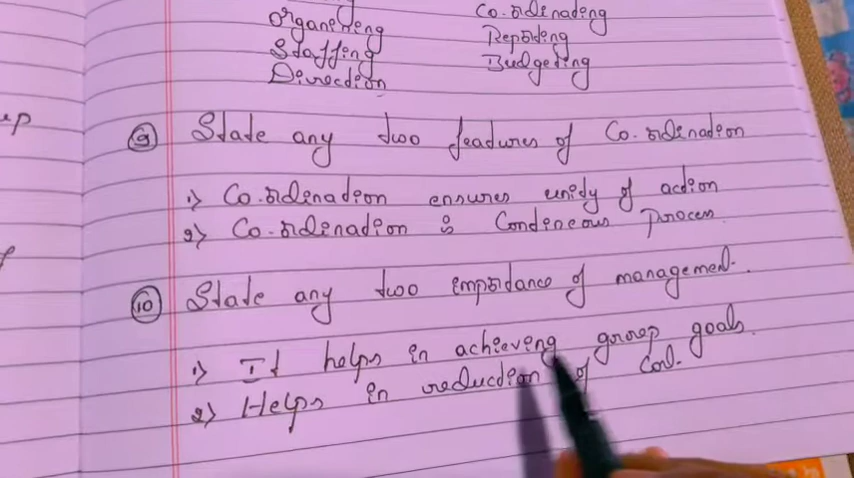 Organising Co-ordinating
Staffing Reporting
Direction Budgeting
ep
9 State any two features of Co-ordination
1) Co-ordination ensures unity of action
2) Co-ordination is Continuous Process
10 State any two importance of management.
1) It helps in achieving group goals.
2) Helps in reduction of Cost.